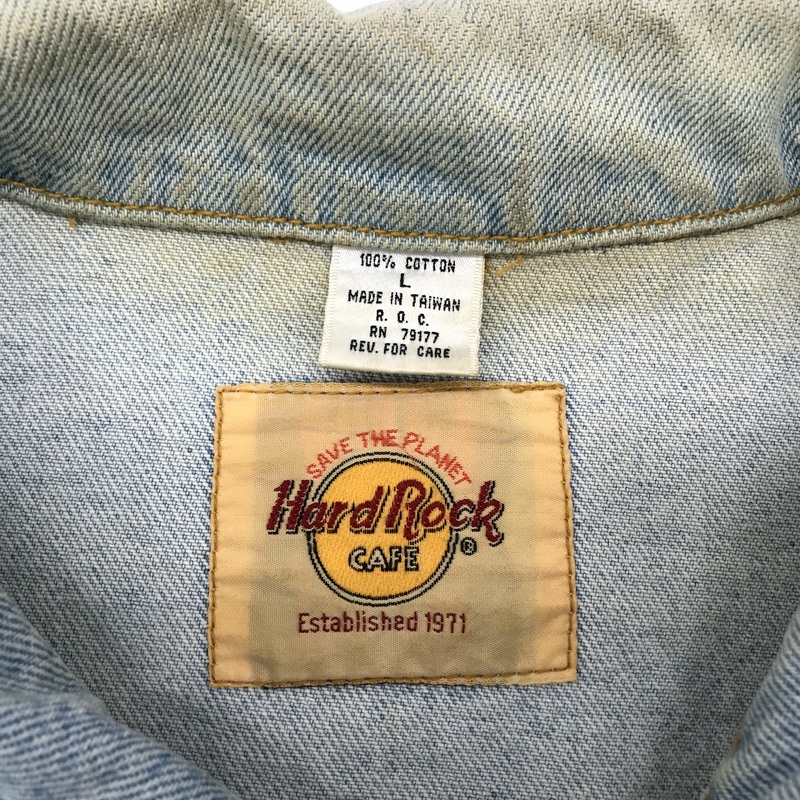 100% COTTON
L
MADE IN TAIWAN
R. O. C.
RN 79177
REV. FOR CARE
SAVE THE PLANET
Hard Rock
CAFE ®
Established 1971